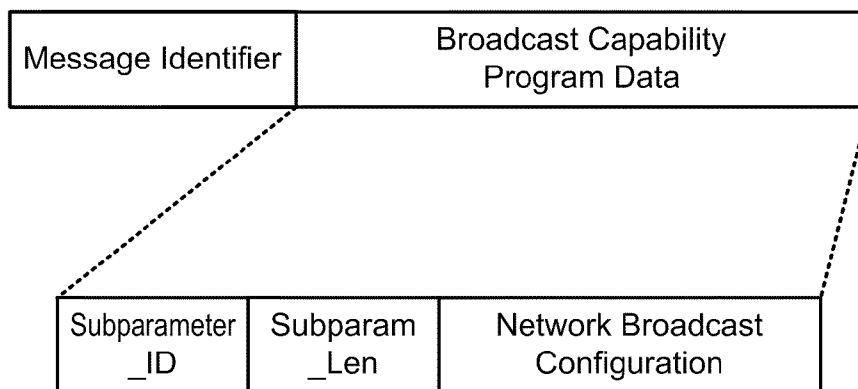 Message Identifier
Broadcast Capability
Program Data
Subparameter
_ID
Subparam
_Len
Network Broadcast
Configuration